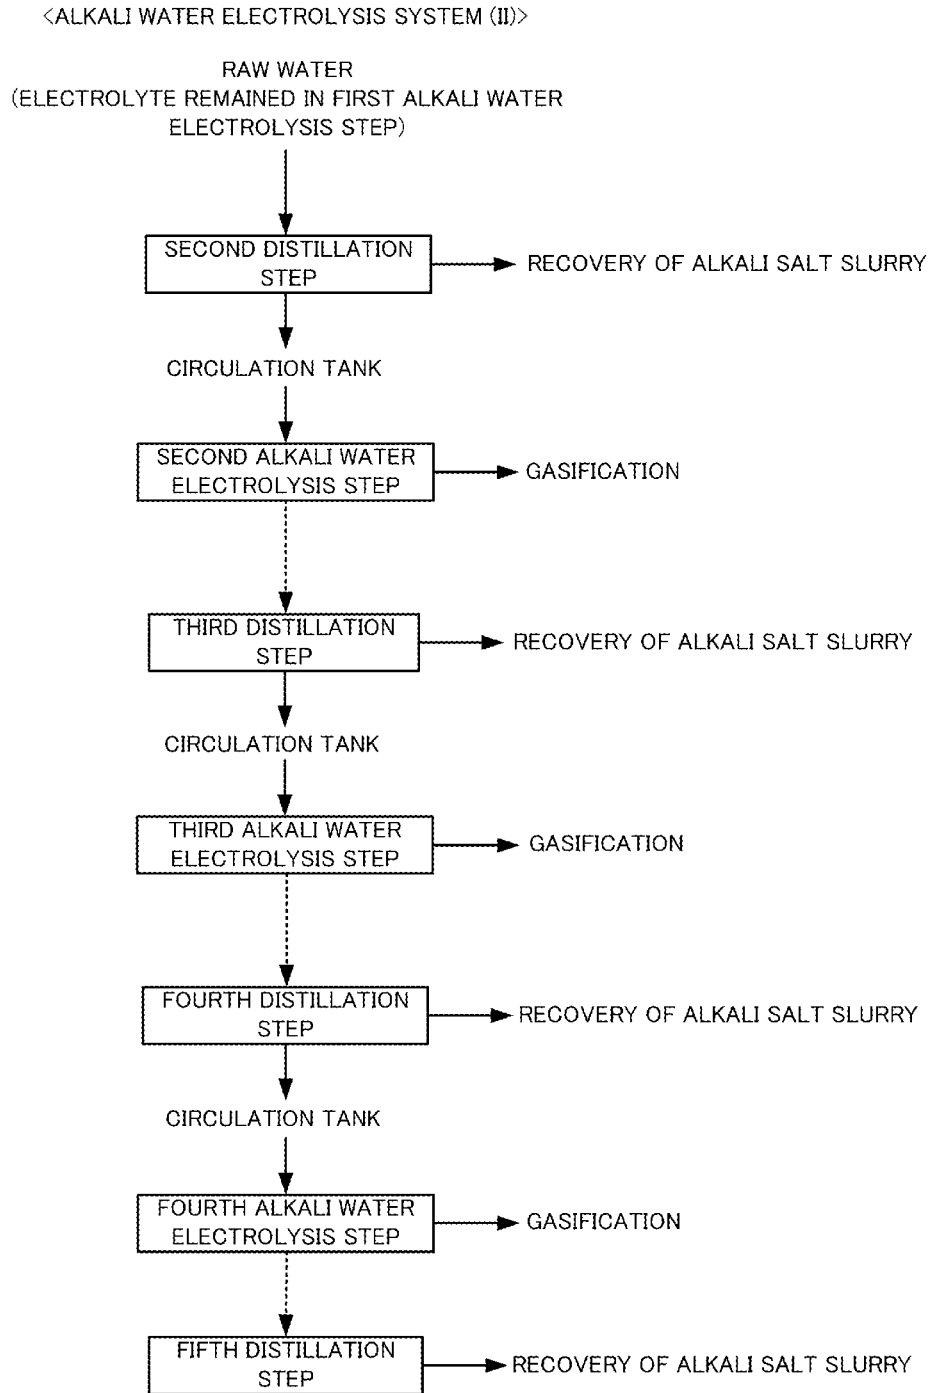 <ALKALI WATER ELECTROLYSIS SYSTEM (II)>
RAW WATER
(ELECTROLYTE REMAINED IN FIRST ALKALI WATER
ELECTROLYSIS STEP)
SECOND DISTILLATION
STEP
RECOVERY OF ALKALI SALT SLURRY
CIRCULATION TANK
SECOND ALKALI WATER
ELECTROLYSIS STEP
GASIFICATION
THIRD DISTILLATION
STEP
RECOVERY OF ALKALI SALT SLURRY
CIRCULATION TANK
THIRD ALKALI WATER
ELECTROLYSIS STEP
GASIFICATION
FOURTH DISTILLATION
STEP
RECOVERY OF ALKALI SALT SLURRY
CIRCULATION TANK
FOURTH ALKALI WATER
ELECTROLYSIS STEP
GASIFICATION
FIFTH DISTILLATION
STEP
RECOVERY OF ALKALI SALT SLURRY